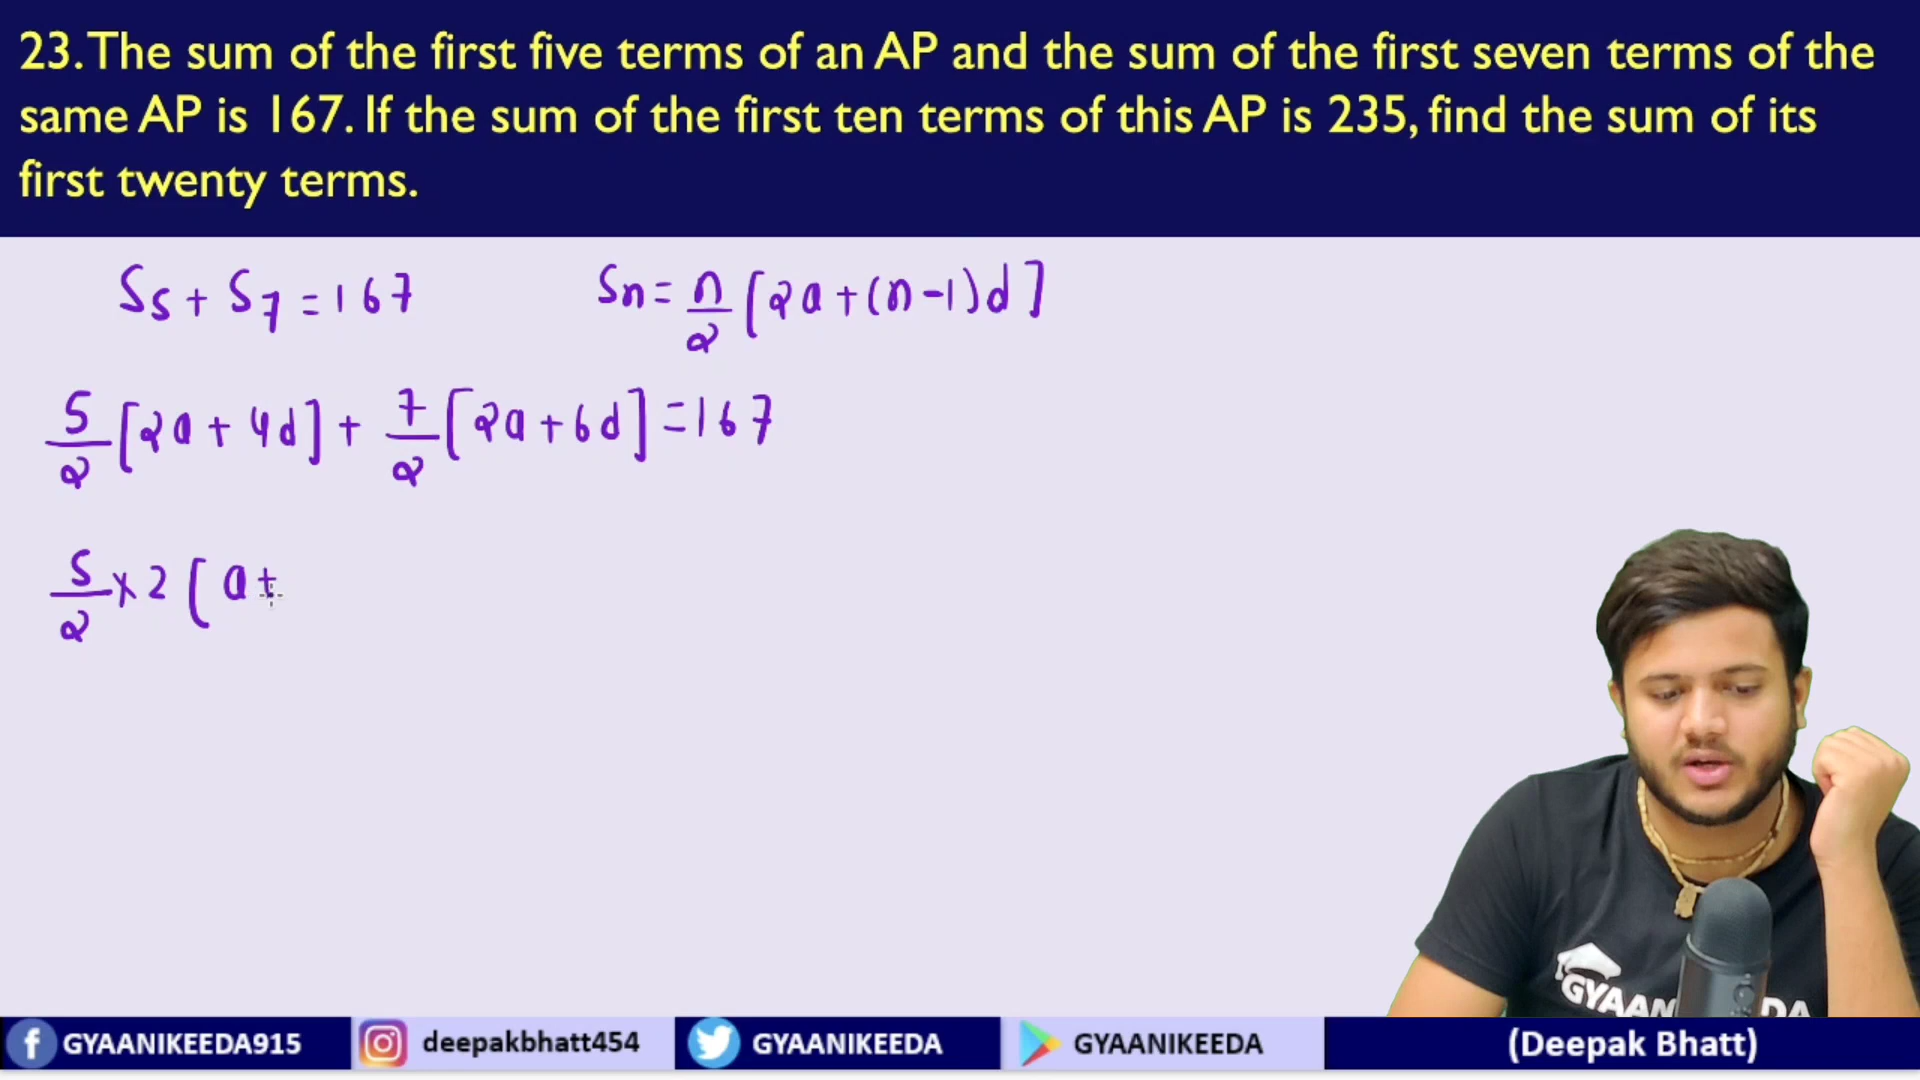 23. The sum of the first five terms of an AP and the sum of the first seven terms of the
same AP is 167. If the sum of the first ten terms of this AP is 235, find the sum of its
first twenty terms.
S₅ + S₇ = 167
Sn = n/2 [2a + (n-1)d]
5/2 [2a + 4d] + 7/2 [2a + 6d] = 167
5/2 × 2 [a +
GYAANIKEEDA
GYAANIKEEDA915
deepakbhatt454
GYAANIKEEDA
GYAANIKEEDA
(Deepak Bhatt)